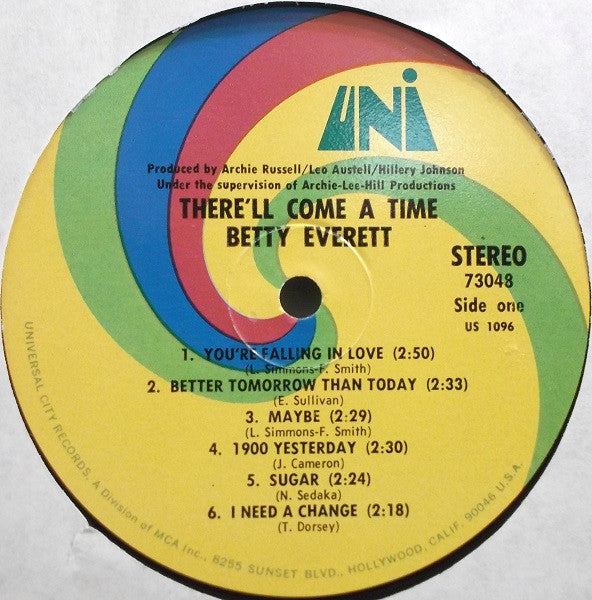 UNI
Produced by Archie Russell/Leo Austell/Hillery Johnson
Under the supervision of Archie-Lee-Hill Productions
THERE'LL COME A TIME
BETTY EVERETT
STEREO
73048
Side one
US 1096
1. YOU'RE FALLING IN LOVE (2:50)
(L. Simmons-F. Smith)
2. BETTER TOMORROW THAN TODAY (2:33)
(E. Sullivan)
3. MAYBE (2:29)
(L. Simmons-F. Smith)
4. 1900 YESTERDAY (2:30)
(J. Cameron)
5. SUGAR (2:24)
(N. Sedaka)
6. I NEED A CHANGE (2:18)
(T. Dorsey)
UNIVERSAL CITY RECORDS, A Division of MCA Inc., 8255 SUNSET BLVD., HOLLYWOOD, CALIF. 90046 U.S.A.